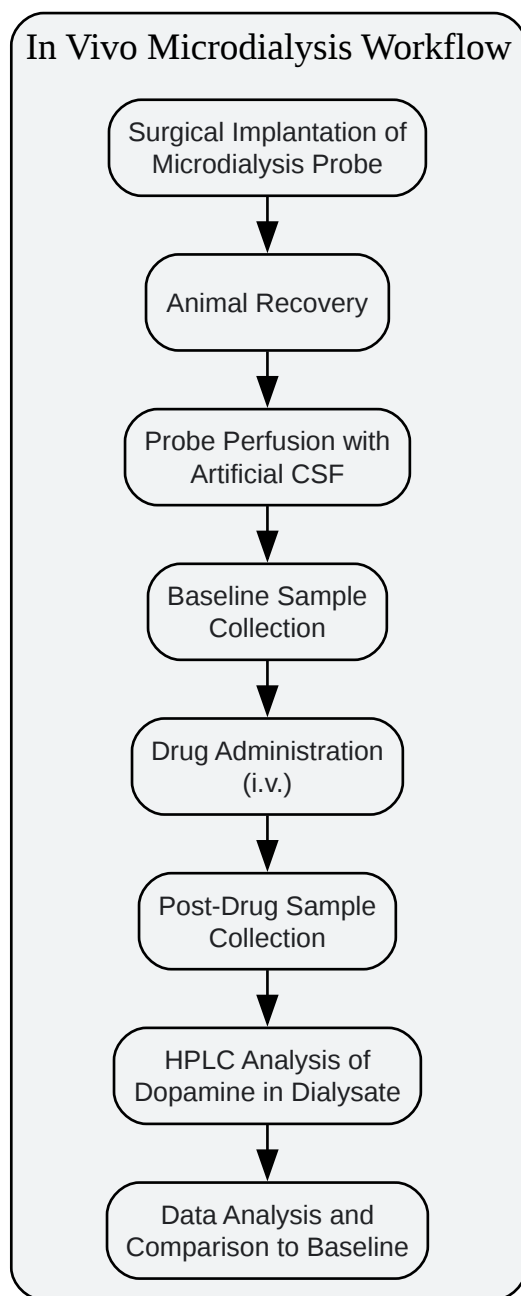 In Vivo Microdialysis Workflow
Surgical Implantation of
Microdialysis Probe
Animal Recovery
Probe Perfusion with
Artificial CSF
Baseline Sample
Collection
Drug Administration
(i.v.)
Post-Drug Sample
Collection
HPLC Analysis of
Dopamine in Dialysate
Data Analysis and
Comparison to Baseline